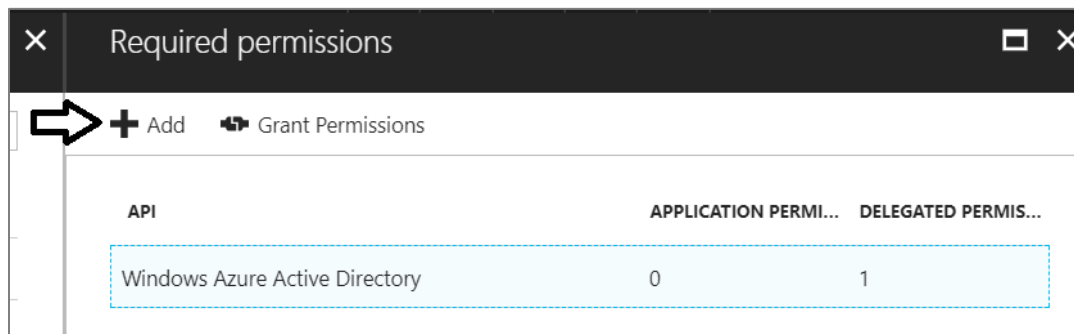 Required permissions
Add Grant Permissions
API APPLICATION PERMI... DELEGATED PERMIS...
Windows Azure Active Directory 0 1